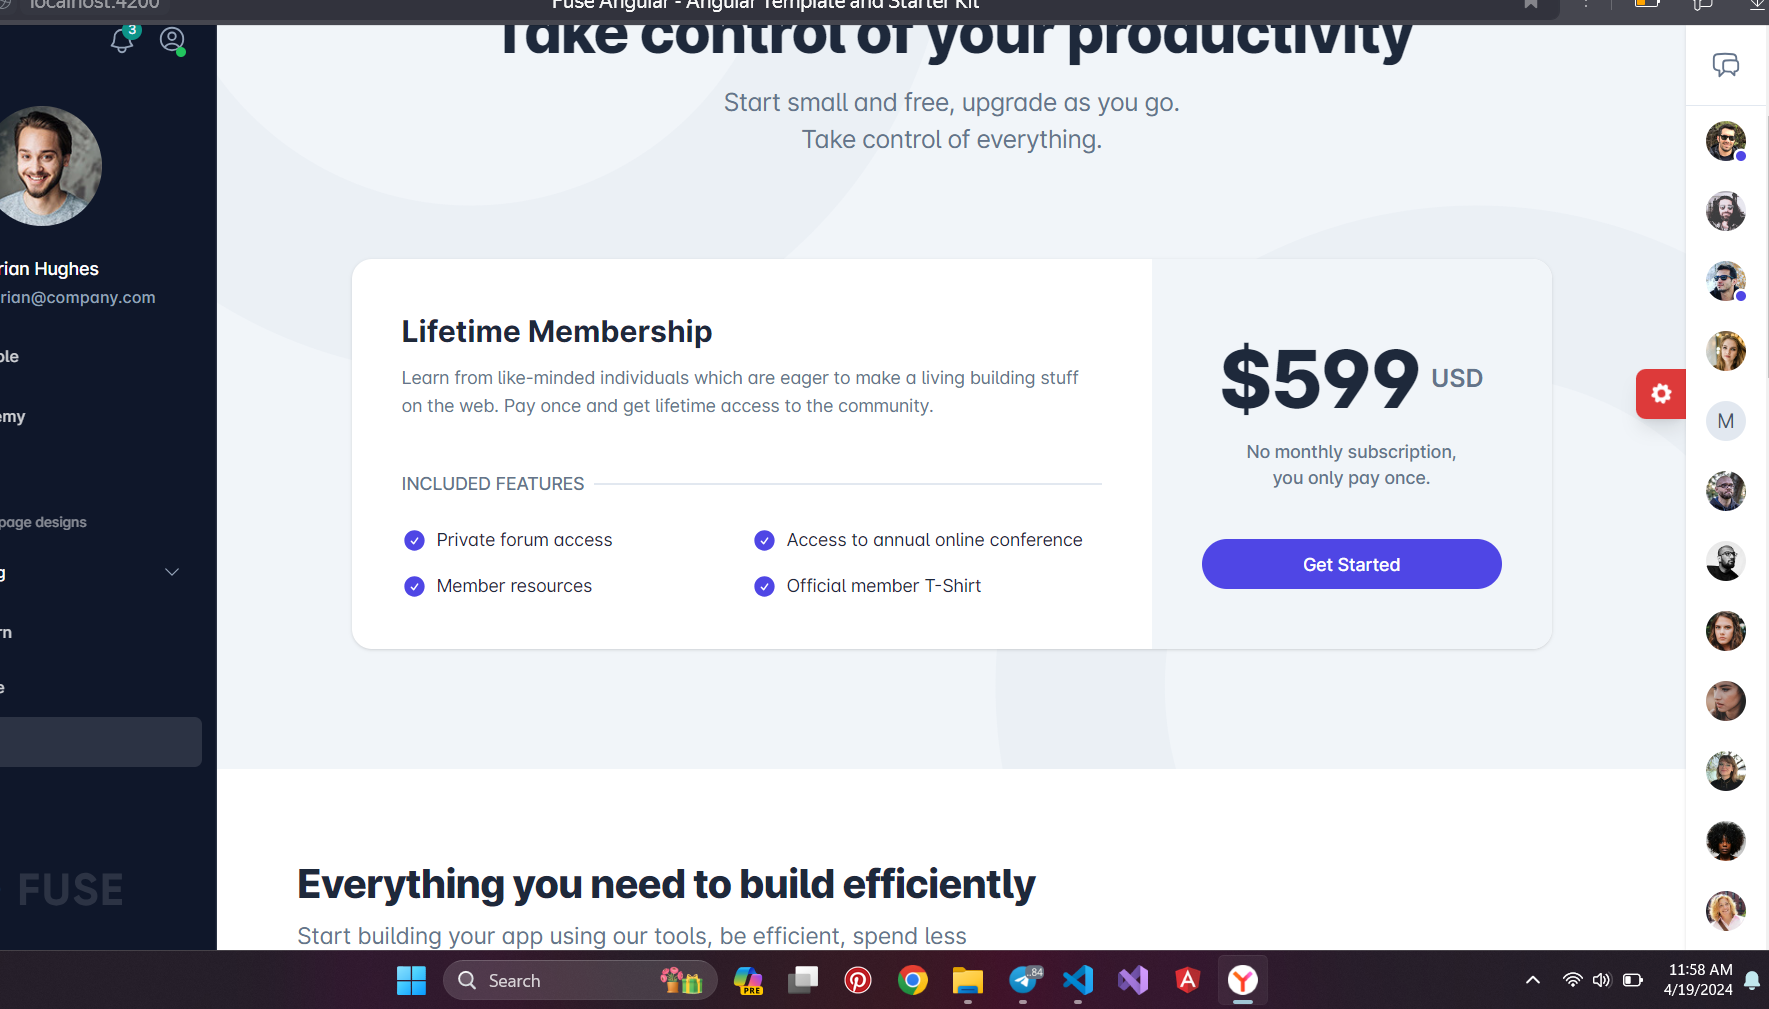 localhost:4200
Fuse Angular - Angular Template and Starter Kit
3
rian Hughes
rian@company.com
ole
emy
page designs
g
rn
e
FUSE
Take control of your productivity
Start small and free, upgrade as you go.
Take control of everything.
Lifetime Membership
Learn from like-minded individuals which are eager to make a living building stuff
on the web. Pay once and get lifetime access to the community.
INCLUDED FEATURES
Private forum access
Access to annual online conference
Member resources
Official member T-Shirt
$599 USD
No monthly subscription,
you only pay once.
Get Started
M
Everything you need to build efficiently
Start building your app using our tools, be efficient, spend less
Search
PRE
..84
11:58 AM
4/19/2024